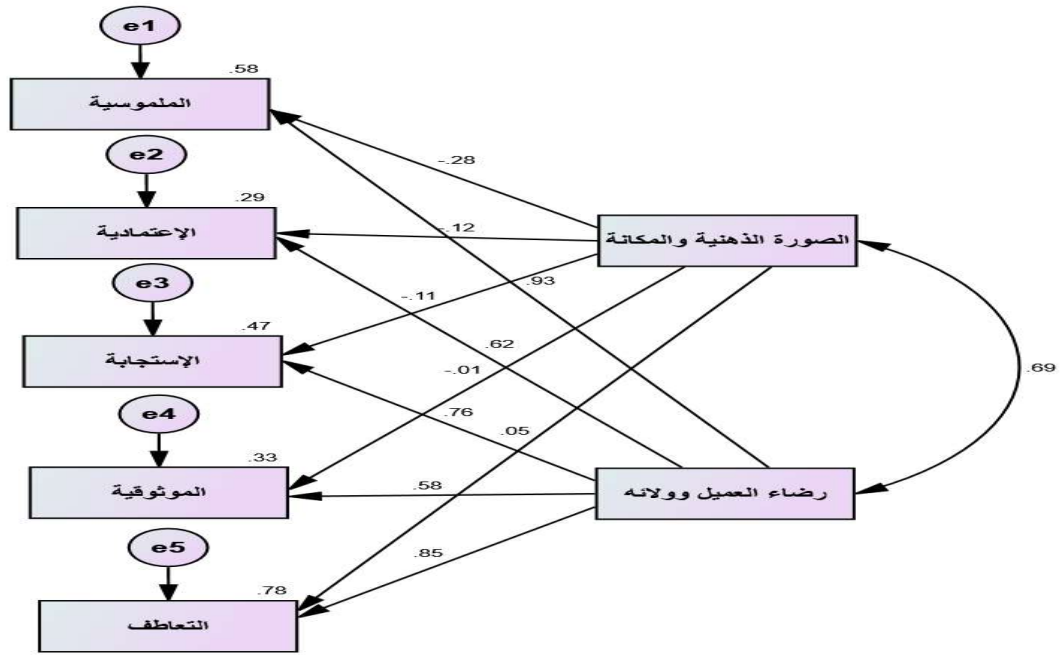 e1
.58
الملموسية
e2
-.28
.29
الإعتمادية
-.12
الصورة الذهنية والمكانة
e3
-.11
.93
.47
الإستجابة
.62
-.01
.69
e4
.76
.05
.33
الموثوقية
.58
رضاء العميل وولائه
e5
.85
.78
التعاطف